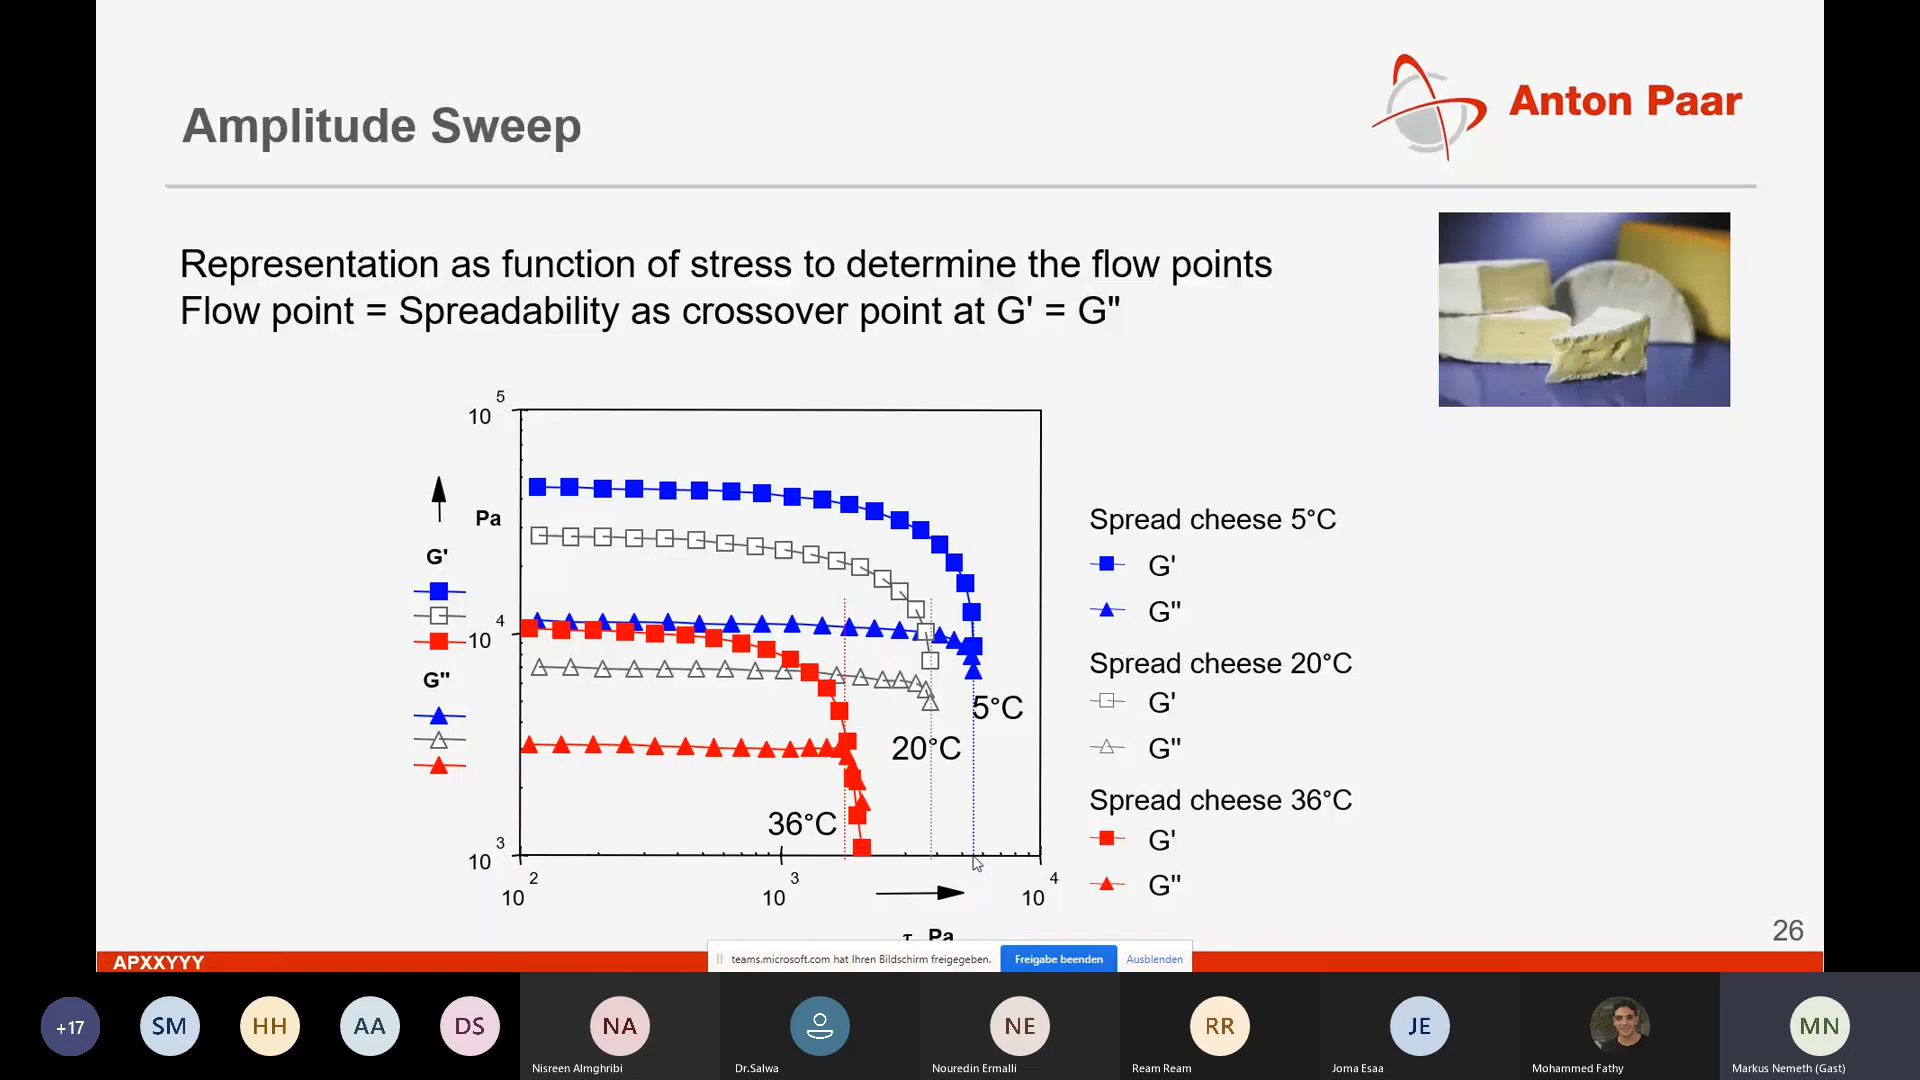 Amplitude Sweep
Anton Paar
Representation as function of stress to determine the flow points
Flow point = Spreadability as crossover point at G' = G"
10 5
Pa
G'
10 4
G"
10 3
10 2
10 3
10 4
τ Pa
5°C
20°C
36°C
Spread cheese 5°C
G'
G"
Spread cheese 20°C
G'
G"
Spread cheese 36°C
G'
G"
26
APXXYYY
teams.microsoft.com hat Ihren Bildschirm freigegeben.
Freigabe beenden
Ausblenden
+17
SM
HH
AA
DS
NA
NE
RR
JE
MN
Nisreen Almghribi
Dr.Salwa
Nouredin Ermalli
Ream Ream
Joma Esaa
Mohammed Fathy
Markus Nemeth (Gast)